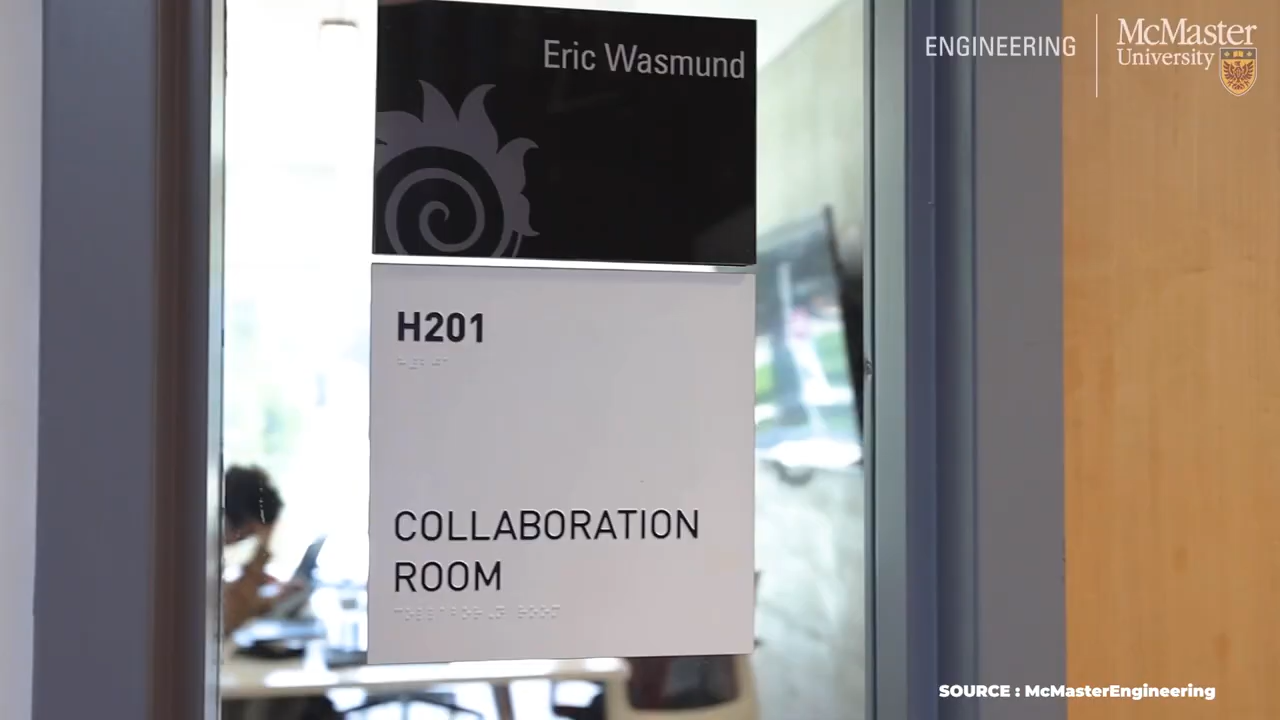 Eric Wasmund
ENGINEERING
McMaster
University
H201
COLLABORATION
ROOM
SOURCE : McMasterEngineering